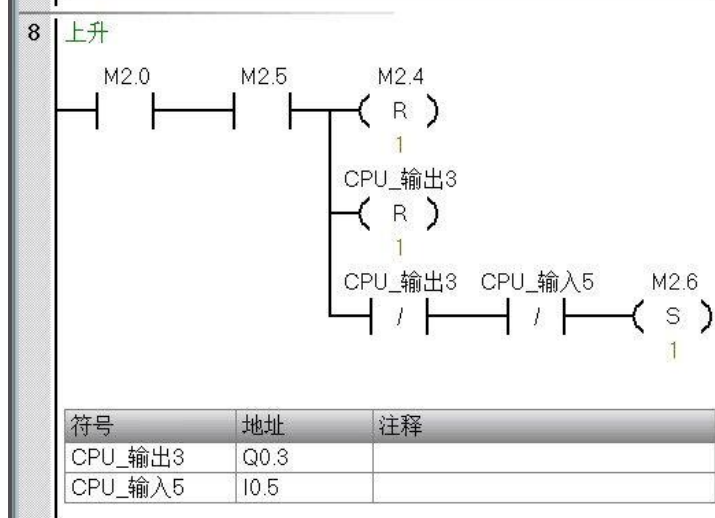 8 上升
M2.0 M2.5 M2.4
R
1
CPU_输出3
R
1
CPU_输出3 CPU_输入5 M2.6
/ / S
1
符号 地址 注释
CPU_输出3 Q0.3
CPU_输入5 I0.5